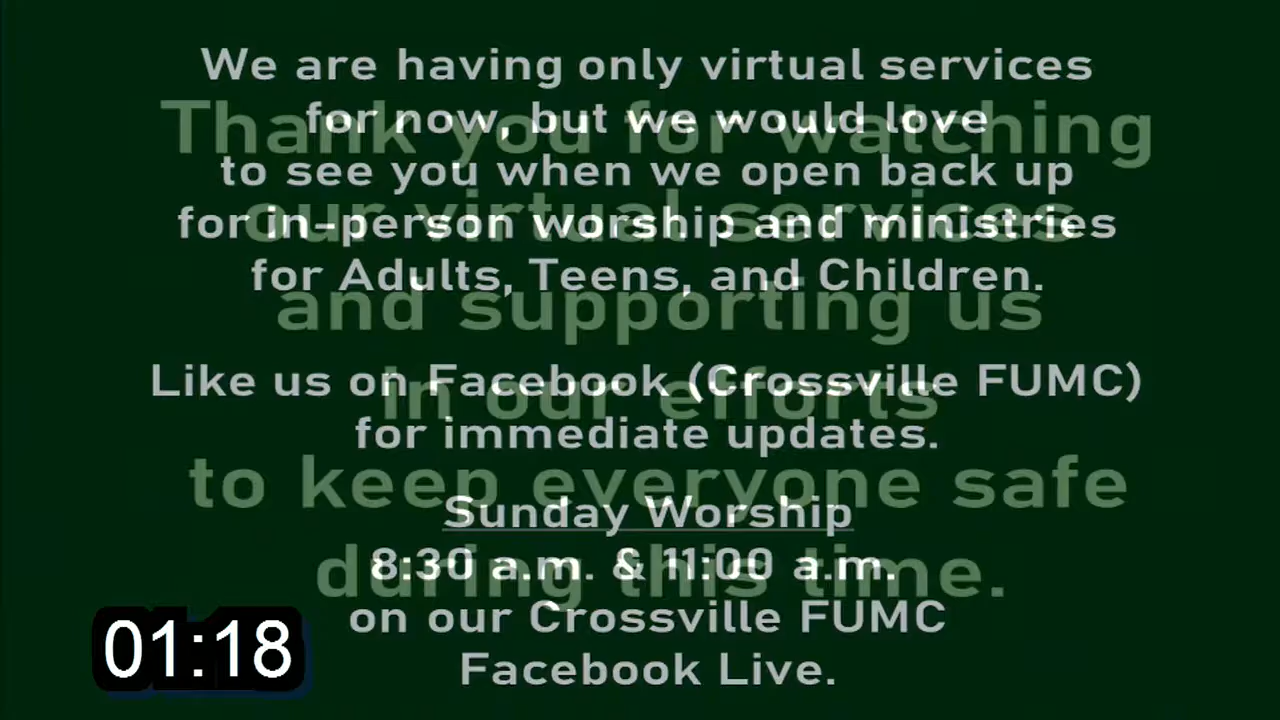 We are having only virtual services
for now, but we would love
to see you when we open back up
for in-person worship and ministries
for Adults, Teens, and Children.
Like us on Facebook (Crossville FUMC)
for immediate updates.
Sunday Worship
8:30 a.m. & 11:00 a.m.
on our Crossville FUMC
Facebook Live.
Thank you for watching
our virtual services
and supporting us
in our efforts
to keep everyone safe
during this time.
01:18